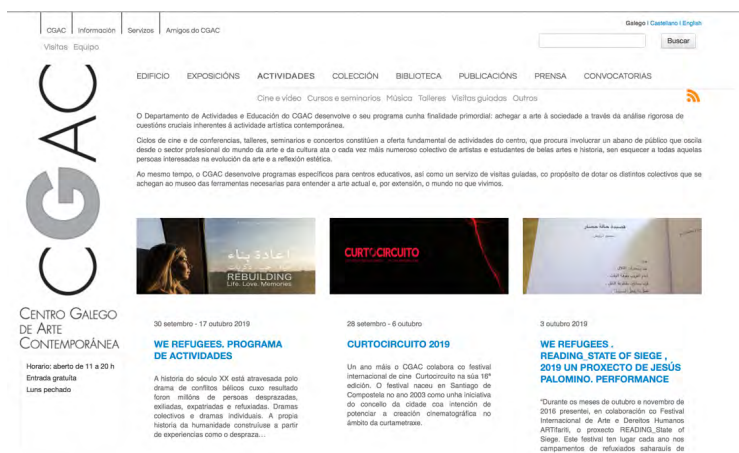 CGAC Información Servizos Amigos do CGAC
Visitas Equipo
Galego I Castellano I English
Buscar
CGAC
CENTRO GALEGO
DE ARTE
CONTEMPORÁNEA
Horario: aberto de 11 a 20 h
Entrada gratuíta
Luns pechado
EDIFICIO EXPOSICIÓNS ACTIVIDADES COLECCIÓN BIBLIOTECA PUBLICACIÓNS PRENSA CONVOCATORIAS
Cine e vídeo Cursos e seminarios Música Talleres Visitas guiadas Outros
O Departamento de Actividades e Educación do CGAC desenvolve o seu programa cunha finalidade primordial: achegar a arte á sociedade a través da análise rigorosa de
cuestións cruciais inherentes á actividade artística contemporánea.
Ciclos de cine e de conferencias, talleres, seminarios e concertos constitúen a oferta fundamental de actividades do centro, que procura involucrar un abano de público que oscila
desde o sector profesional do mundo da arte e da cultura ata o cada vez máis numeroso colectivo de artistas e estudantes de belas artes e historia, sen esquecer a todas aquelas
persoas interesadas na evolución da arte e a reflexión estética.
Ao mesmo tempo, o CGAC desenvolve programas específicos para centros educativos, así como un servizo de visitas guiadas, co propósito de dotar os distintos colectivos que se
achegan ao museo das ferramentas necesarias para entender a arte actual e, por extensión, o mundo no que vivimos.
اعادة بناء
REBUILDING
Life. Love. Memories
30 setembro - 17 outubro 2019
WE REFUGEES. PROGRAMA
DE ACTIVIDADES
A historia do século XX está atravesada polo
drama de conflitos bélicos cuxo resultado
foron millóns de persoas desprazadas,
exiliadas, expatriadas e refuxiadas. Dramas
colectivos e dramas individuais. A propia
historia da humanidade construíuse a partir
de experiencias como o despraza…
CURTOCIRCUITO
28 setembro - 6 outubro
CURTOCIRCUITO 2019
Un ano máis o CGAC colabora co festival
internacional de cine Curtocircuíto na súa 16ª
edición. O festival naceu en Santiago de
Compostela no ano 2003 como unha iniciativa
do concello da cidade coa intención de
potenciar a creación cinematográfica no
ámbito da curtametraxe.
3 outubro 2019
WE REFUGEES .
READING_STATE OF SIEGE ,
2019 UN PROXECTO DE JESÚS
PALOMINO. PERFORMANCE
"Durante os meses de outubro e novembro de
2016 presentei, en colaboración co Festival
Internacional de Arte e Dereitos Humanos
ARTifariti, o proxecto READING_State of
Siege. Este festival ten lugar cada ano nos
campamentos de refuxiados saharauís de